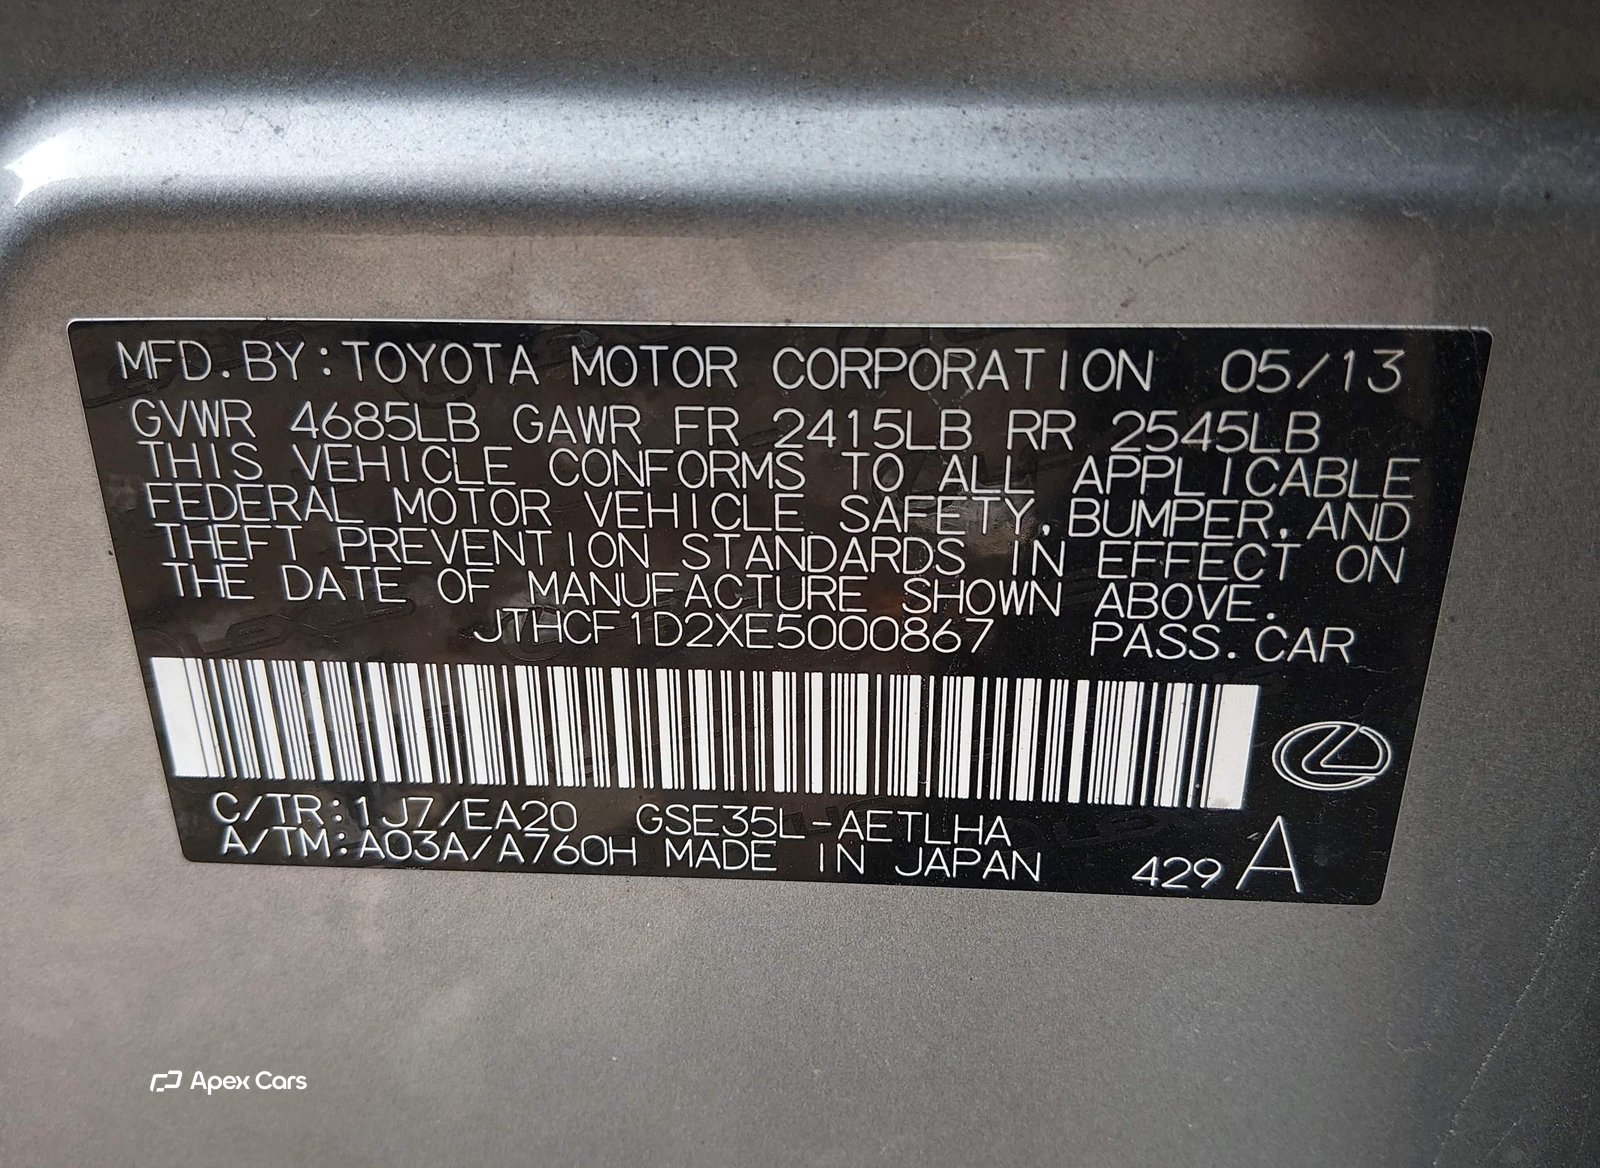 MFD. BY: TOYOTA MOTOR CORPORATION 05/13
GVWR 4685LB GAWR FR 2415LB RR 2545LB
THIS VEHICLE CONFORMS TO ALL APPLICABLE
FEDERAL MOTOR VEHICLE SAFETY, BUMPER, AND
THEFT PREVENTION STANDARDS IN EFFECT ON
THE DATE OF MANUFACTURE SHOWN ABOVE.
JTHCF1D2XE5000867 PASS. CAR
C/TR: 1J7/EA20 GSE35L-AETLHA
A/TM: A03A/A760H MADE IN JAPAN 429 A
Apex Cars